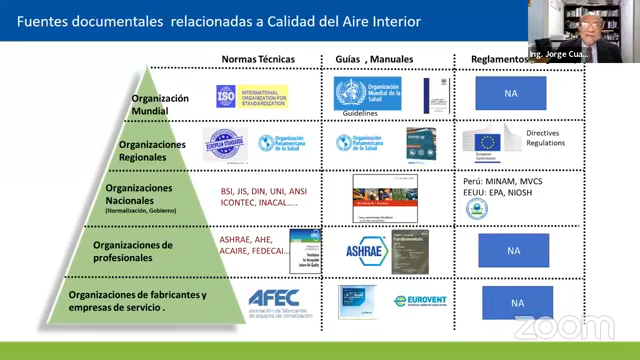 Fuentes documentales relacionadas a Calidad del Aire Interior
Ing. Jorge Cua...
Normas Técnicas
Guías , Manuales
Reglamentos
Organización
Mundial
ISO
INTERNATIONAL
ORGANIZATION FOR
STANDARDIZATION
Organización
Mundial de la Salud
Guidelines
NA
Organizaciones
Regionales
EUROPEAN STANDARDS
Organización
Panamericana
de la Salud
Organización
Panamericana
de la Salud
European
Commission
Directives
Regulations
Organizaciones
Nacionales
(Normalización, Gobierno)
BSI, JIS, DIN, UNI, ANSI
ICONTEC, INACAL.....
Perú: MINAM, MVCS
EEUU: EPA, NIOSH
Organizaciones de
profesionales
ASHRAE, AHE,
ACAIRE, FEDECAI...
ASHRAE
Fundamentals
NA
Organizaciones de fabricantes y
empresas de servicio .
AFEC
asociación de fabricantes
de equipos de climatización
EUROVENT
NA
zoom